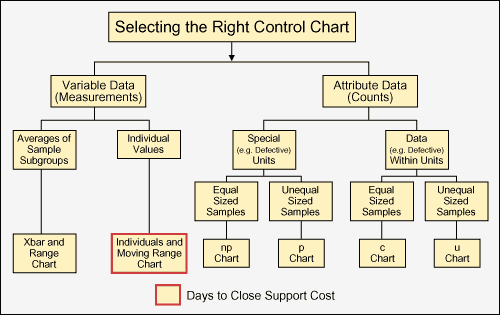 Selecting the Right Control Chart
Variable Data
(Measurements)
Attribute Data
(Counts)
Averages of
Sample
Subgroups
Individual
Values
Special
(e.g. Defective)
Units
Data
(e.g. Defective)
Within Units
Equal
Sized
Samples
Unequal
Sized
Samples
Equal
Sized
Samples
Unequal
Sized
Samples
Xbar and
Range
Chart
Individuals and
Moving Range
Chart
np
Chart
p
Chart
c
Chart
u
Chart
Days to Close Support Cost